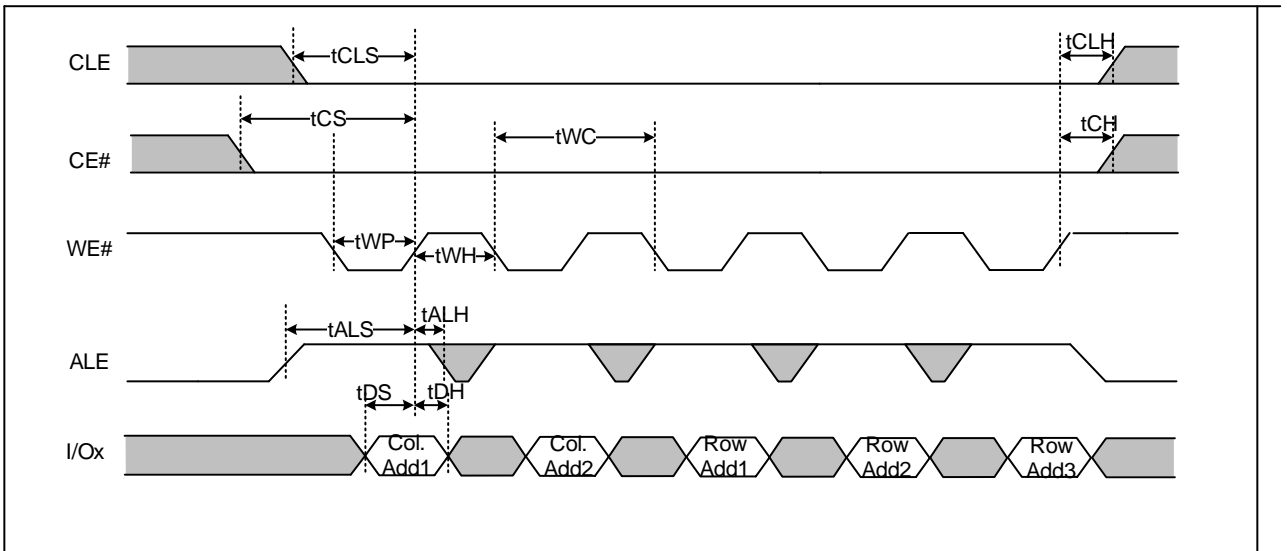 CLE
tCLS
tCLH
CE#
tCS
tWC
tCH
WE#
tWP
tWH
ALE
tALS
tALH
tDS
tDH
I/Ox
Col.
Add1
Col.
Add2
Row
Add1
Row
Add2
Row
Add3